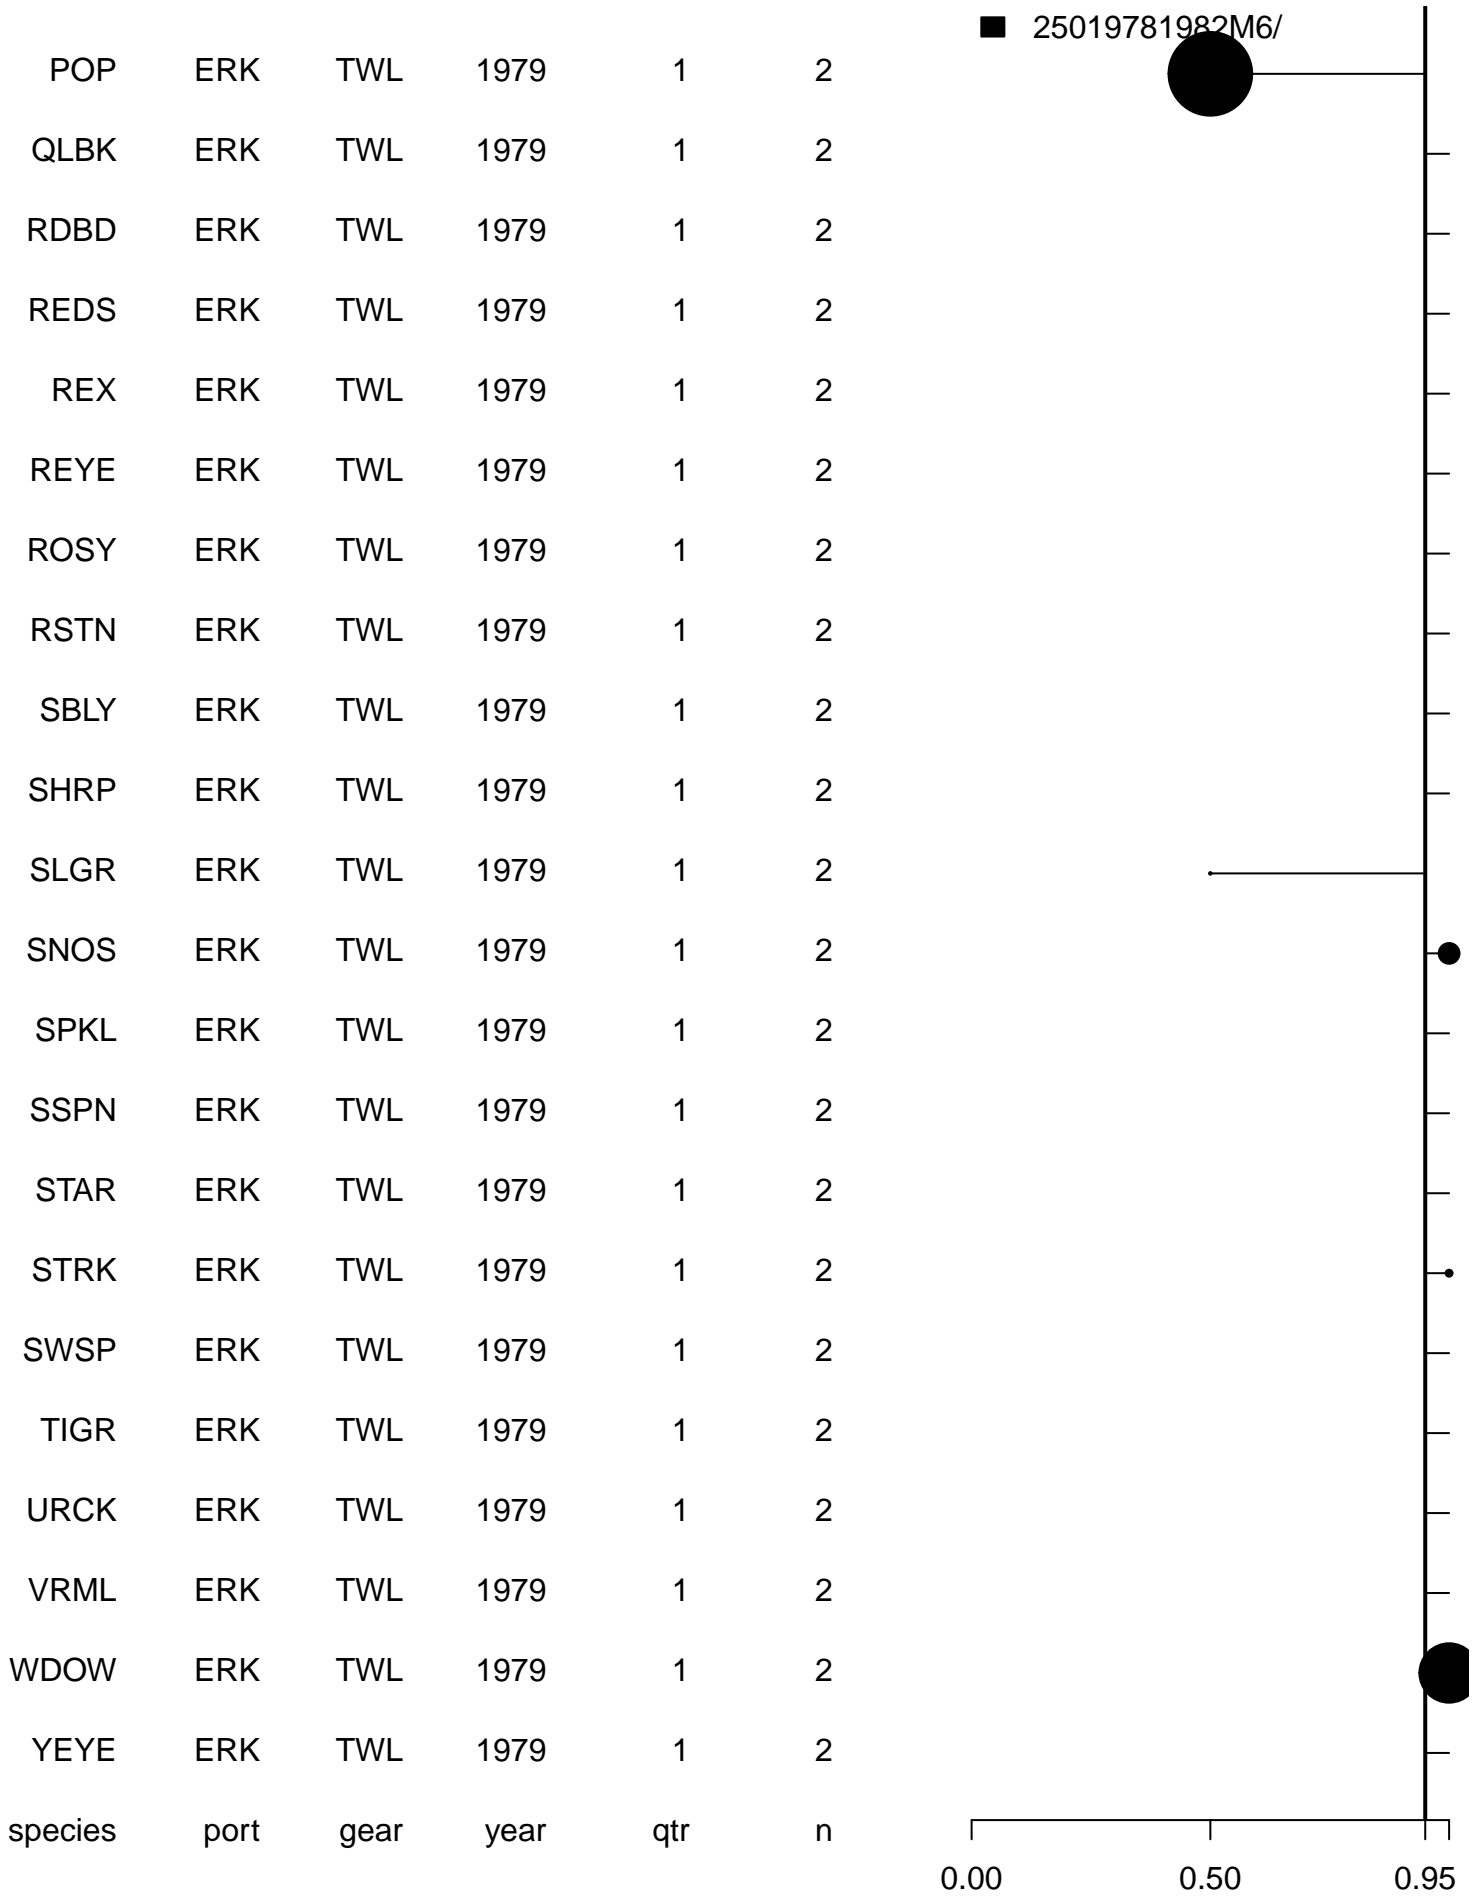 25019781982M6/
POP ERK TWL 1979 1 2
QLBK ERK TWL 1979 1 2
RDBD ERK TWL 1979 1 2
REDS ERK TWL 1979 1 2
REX ERK TWL 1979 1 2
REYE ERK TWL 1979 1 2
ROSY ERK TWL 1979 1 2
RSTN ERK TWL 1979 1 2
SBLY ERK TWL 1979 1 2
SHRP ERK TWL 1979 1 2
SLGR ERK TWL 1979 1 2
SNOS ERK TWL 1979 1 2
SPKL ERK TWL 1979 1 2
SSPN ERK TWL 1979 1 2
STAR ERK TWL 1979 1 2
STRK ERK TWL 1979 1 2
SWSP ERK TWL 1979 1 2
TIGR ERK TWL 1979 1 2
URCK ERK TWL 1979 1 2
VRML ERK TWL 1979 1 2
WDOW ERK TWL 1979 1 2
YEYE ERK TWL 1979 1 2
species port gear year qtr n
0.00 0.50 0.95